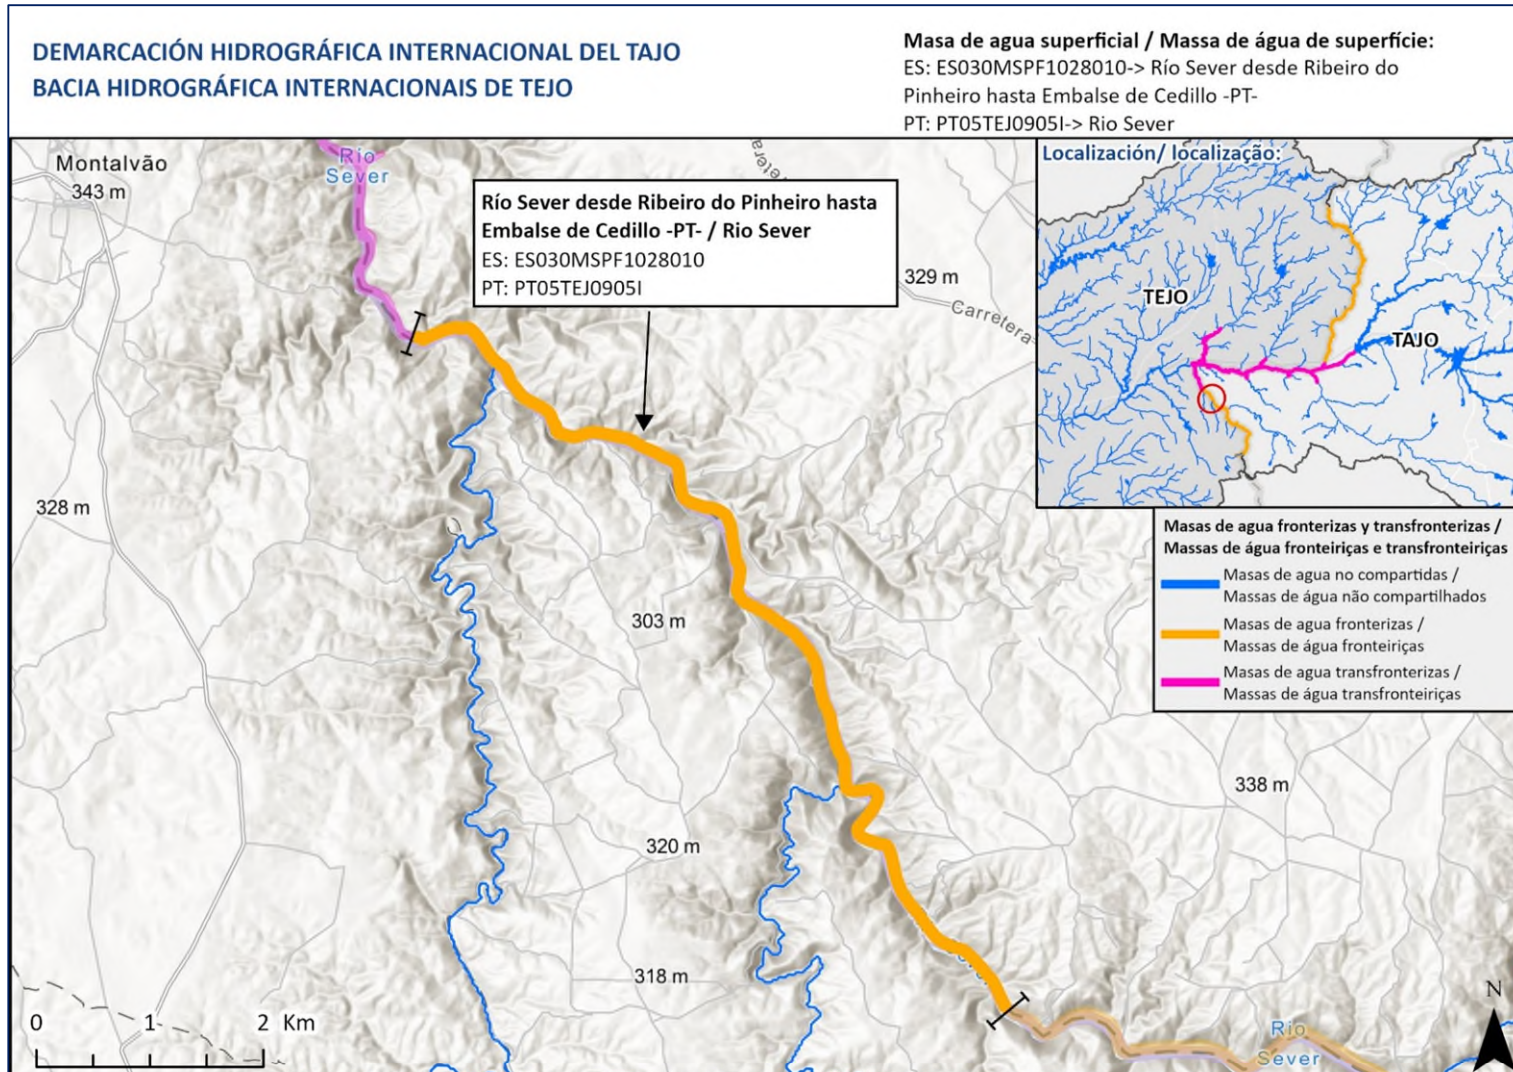 DEMARCACIÓN HIDROGRÁFICA INTERNACIONAL DEL TAJO
BACIA HIDROGRÁFICA INTERNACIONAIS DE TEJO
Masa de agua superficial / Massa de água de superfície:
ES: ES030MSPF1028010-> Río Sever desde Ribeiro do
Pinheiro hasta Embalse de Cedillo -PT-
PT: PT05TEJ0905I-> Rio Sever
Montalvão
343 m
Río
Sever
Carretera
Río Sever desde Ribeiro do Pinheiro hasta
Embalse de Cedillo -PT- / Rio Sever
ES: ES030MSPF1028010
PT: PT05TEJ0905I
329 m
Carretera
Localización/ localização:
TEJO
TAJO
328 m
303 m
Masas de agua fronterizas y transfronterizas /
Massas de água fronteiriças e transfronteiriças
Masas de agua no compartidas /
Massas de água não compartilhados
Masas de agua fronterizas /
Massas de água fronteiriças
Masas de agua transfronterizas /
Massas de água transfronteiriças
338 m
320 m
318 m
0 1 2 Km
Rio
Sever
N